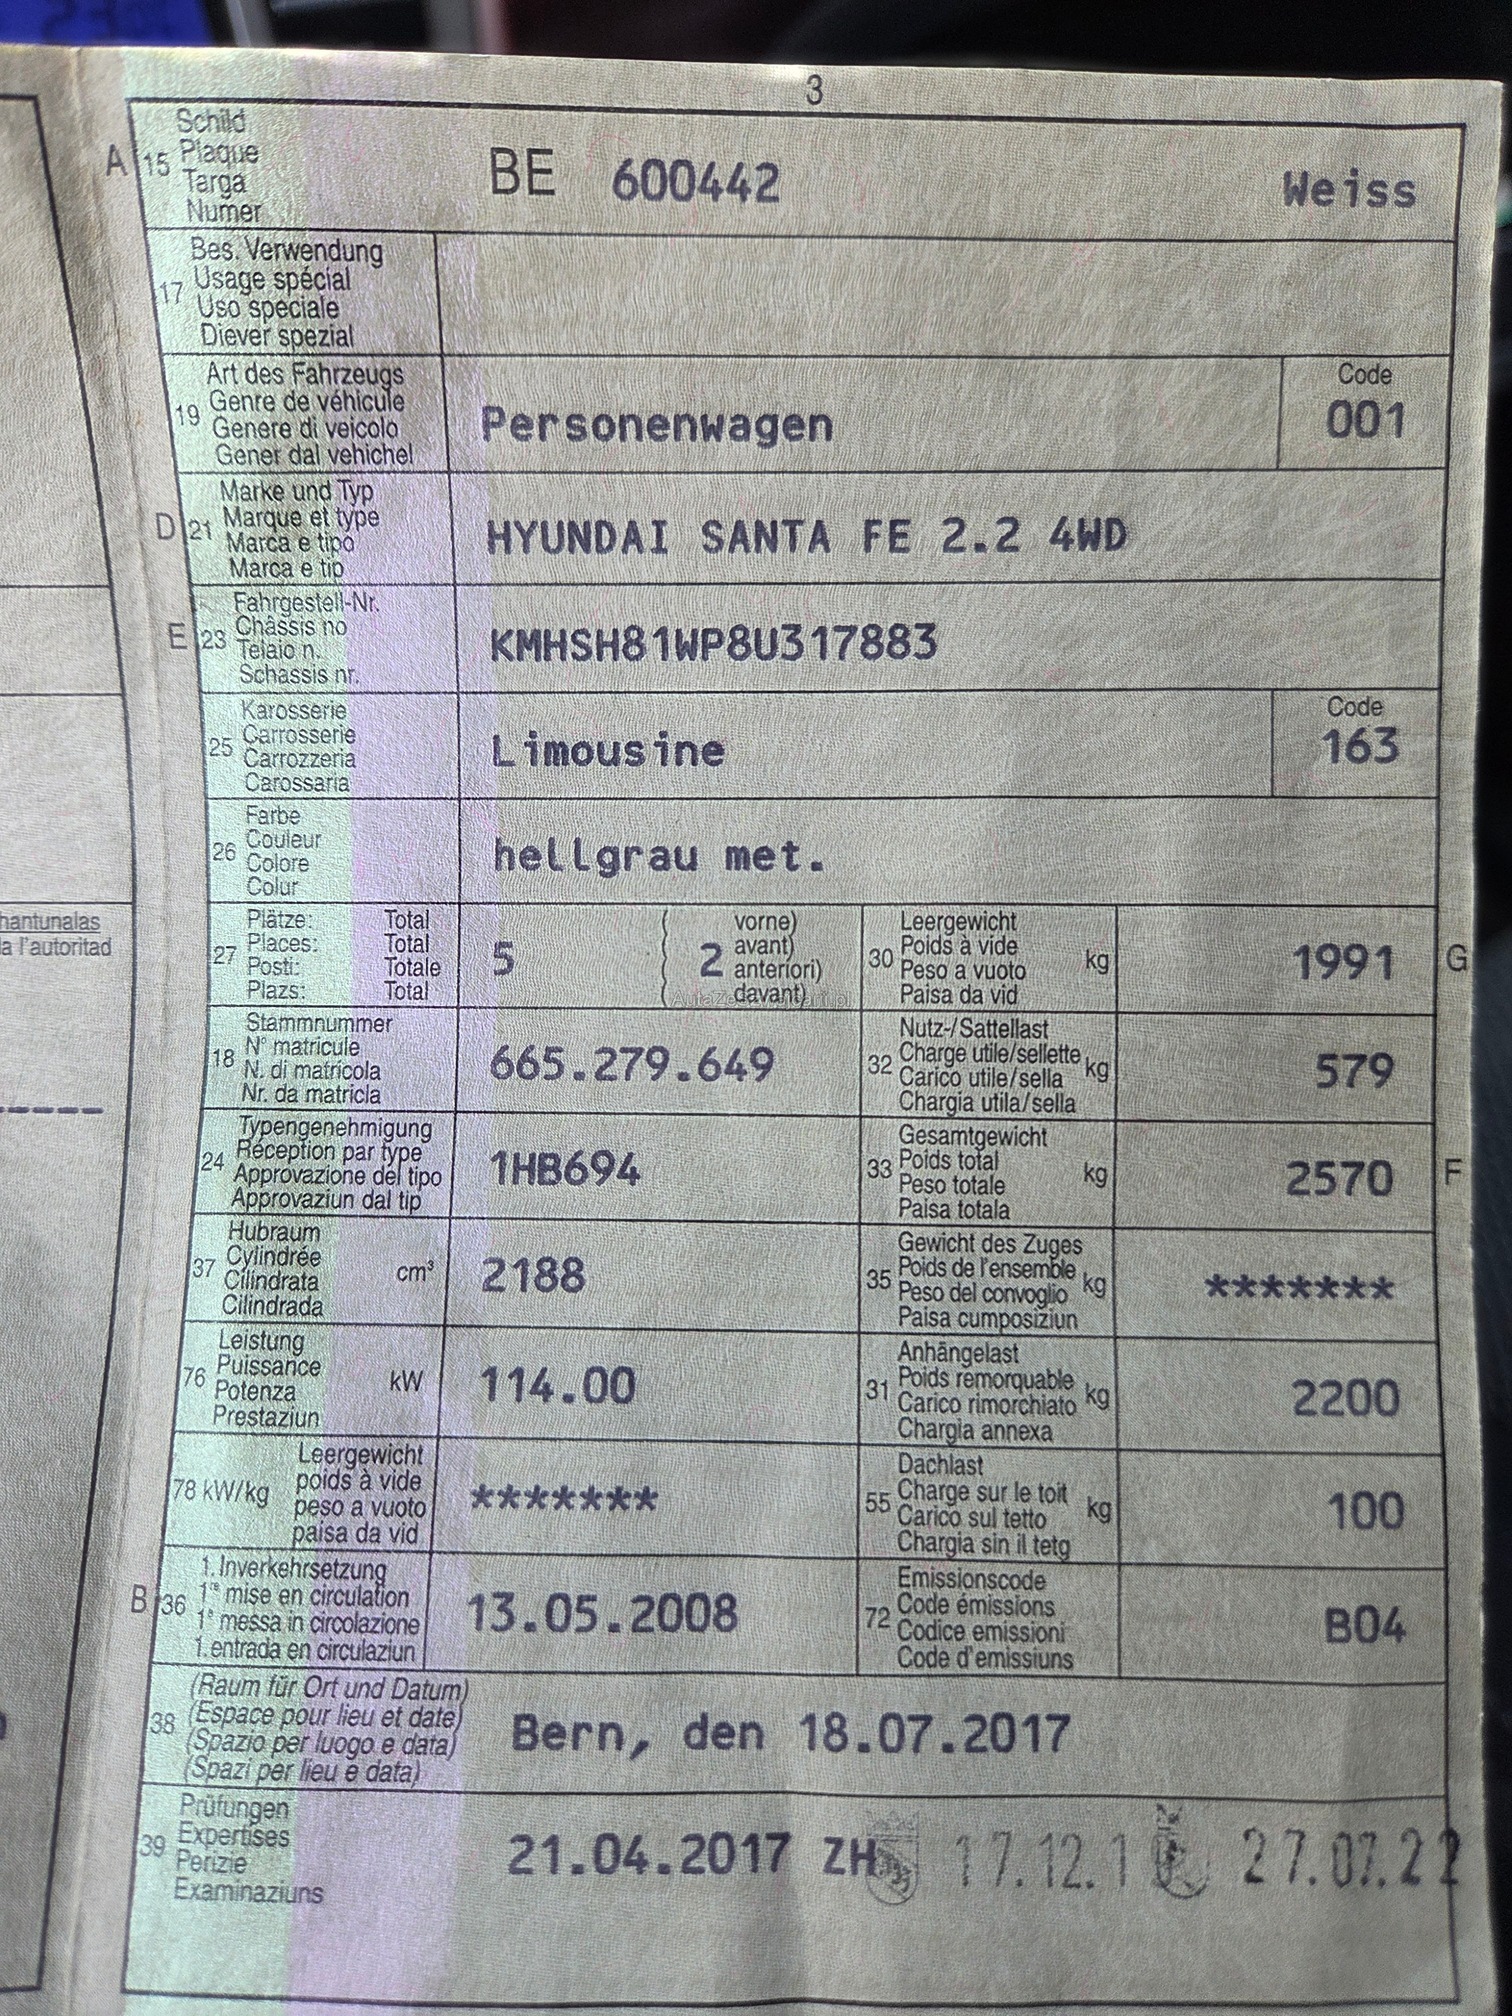 3
A 15 Schild
Plaque
Targa
Numer
BE 600442 Weiss
17 Bes. Verwendung
Usage spécial
Uso speciale
Diever spezial
19 Art des Fahrzeugs
Genre de véhicule
Genere di veicolo
Gener dal vehichel
Personenwagen
Code
001
D 21 Marke und Typ
Marque et type
Marca e tipo
Marca e tip
HYUNDAI SANTA FE 2.2 4WD
E 23 Fahrgestell-Nr.
Châssis no
Telaio n.
Schassis nr.
KMHSH81WP8U317883
25 Karosserie
Carrosserie
Carrozzeria
Carossaria
Limousine
Code
163
26 Farbe
Couleur
Colore
Colur
hellgrau met.
27 Plätze: Total
Places: Total
Posti: Totale
Plazs: Total
5 ( 2 vorne)
( avant)
( anteriori)
( davant)
30 Leergewicht
Poids à vide
Peso a vuoto
Paisa da vid
kg 1991 G
18 Stammnummer
N° matricule
N. di matricola
Nr. da matricla
665.279.649
32 Nutz-/Sattellast
Charge utile/sellette
Carico utile/sella
Chargia utila/sella
kg 579
24 Typengenehmigung
Réception par type
Approvazione del tipo
Approvaziun dal tip
1HB694
33 Gesamtgewicht
Poids total
Peso totale
Paisa totala
kg 2570 F
37 Hubraum
Cylindrée
Cilindrata
Cilindrada
cm³ 2188
35 Gewicht des Zuges
Poids de l'ensemble
Peso del convoglio
Paisa cumposiziun
kg *******
76 Leistung
Puissance
Potenza
Prestaziun
kW 114.00
31 Anhängelast
Poids remorquable
Carico rimorchiato
Chargia annexa
kg 2200
78 kW/kg Leergewicht
poids à vide
peso a vuoto
paisa da vid
*******
55 Dachlast
Charge sur le toit
Carico sul tetto
Chargia sin il tetg
kg 100
B 36 1. Inverkehrsetzung
1re mise en circulation
1a messa in circolazione
1. entrada en circulaziun
13.05.2008
72 Emissionscode
Code émissions
Codice emissioni
Code d'emissiuns
B04
38 (Raum für Ort und Datum)
(Espace pour lieu et date)
(Spazio per luogo e data)
(Spazi per lieu e data)
Bern, den 18.07.2017
39 Prüfungen
Expertises
Perizie
Examinaziuns
21.04.2017 ZH 17.12.1 27.07.22
hantunalas
a l'autoritad